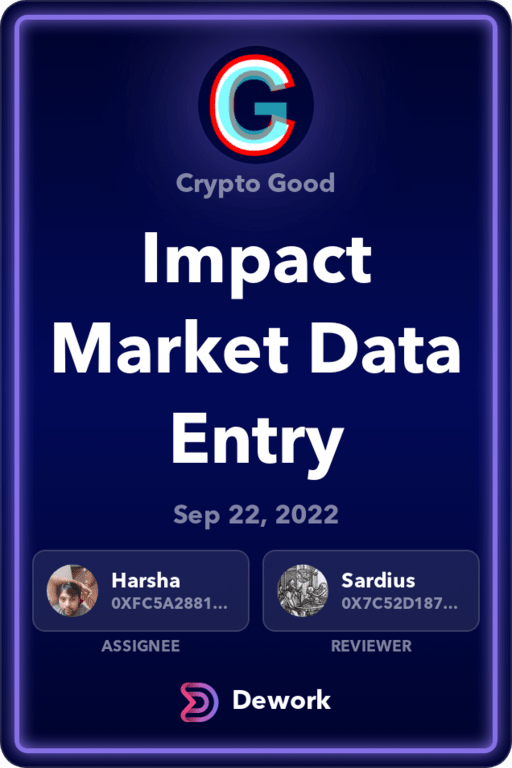 Crypto Good
Impact
Market Data
Entry
Sep 22, 2022
Harsha
0XFC5A2881...
ASSIGNEE
Sardius
0X7C52D187...
REVIEWER
Dework